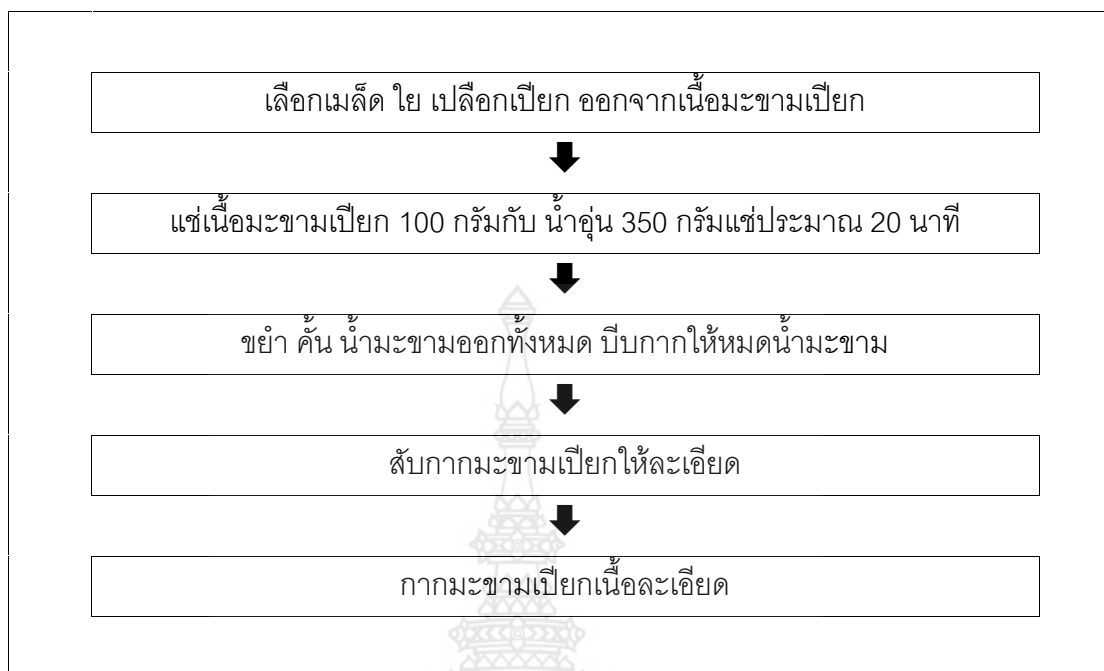 เลือกเมล็ด ใย เปลือกเปียก ออกจากเนื้อมะขามเปียก
แช่เนื้อมะขามเปียก 100 กรัมกับ น้ำอุ่น 350 กรัมแช่ประมาณ 20 นาที
ขยำ คั้น น้ำมะขามออกทั้งหมด บีบกากให้หมดน้ำมะขาม
สับกากมะขามเปียกให้ละเอียด
กากมะขามเปียกเนื้อละเอียด